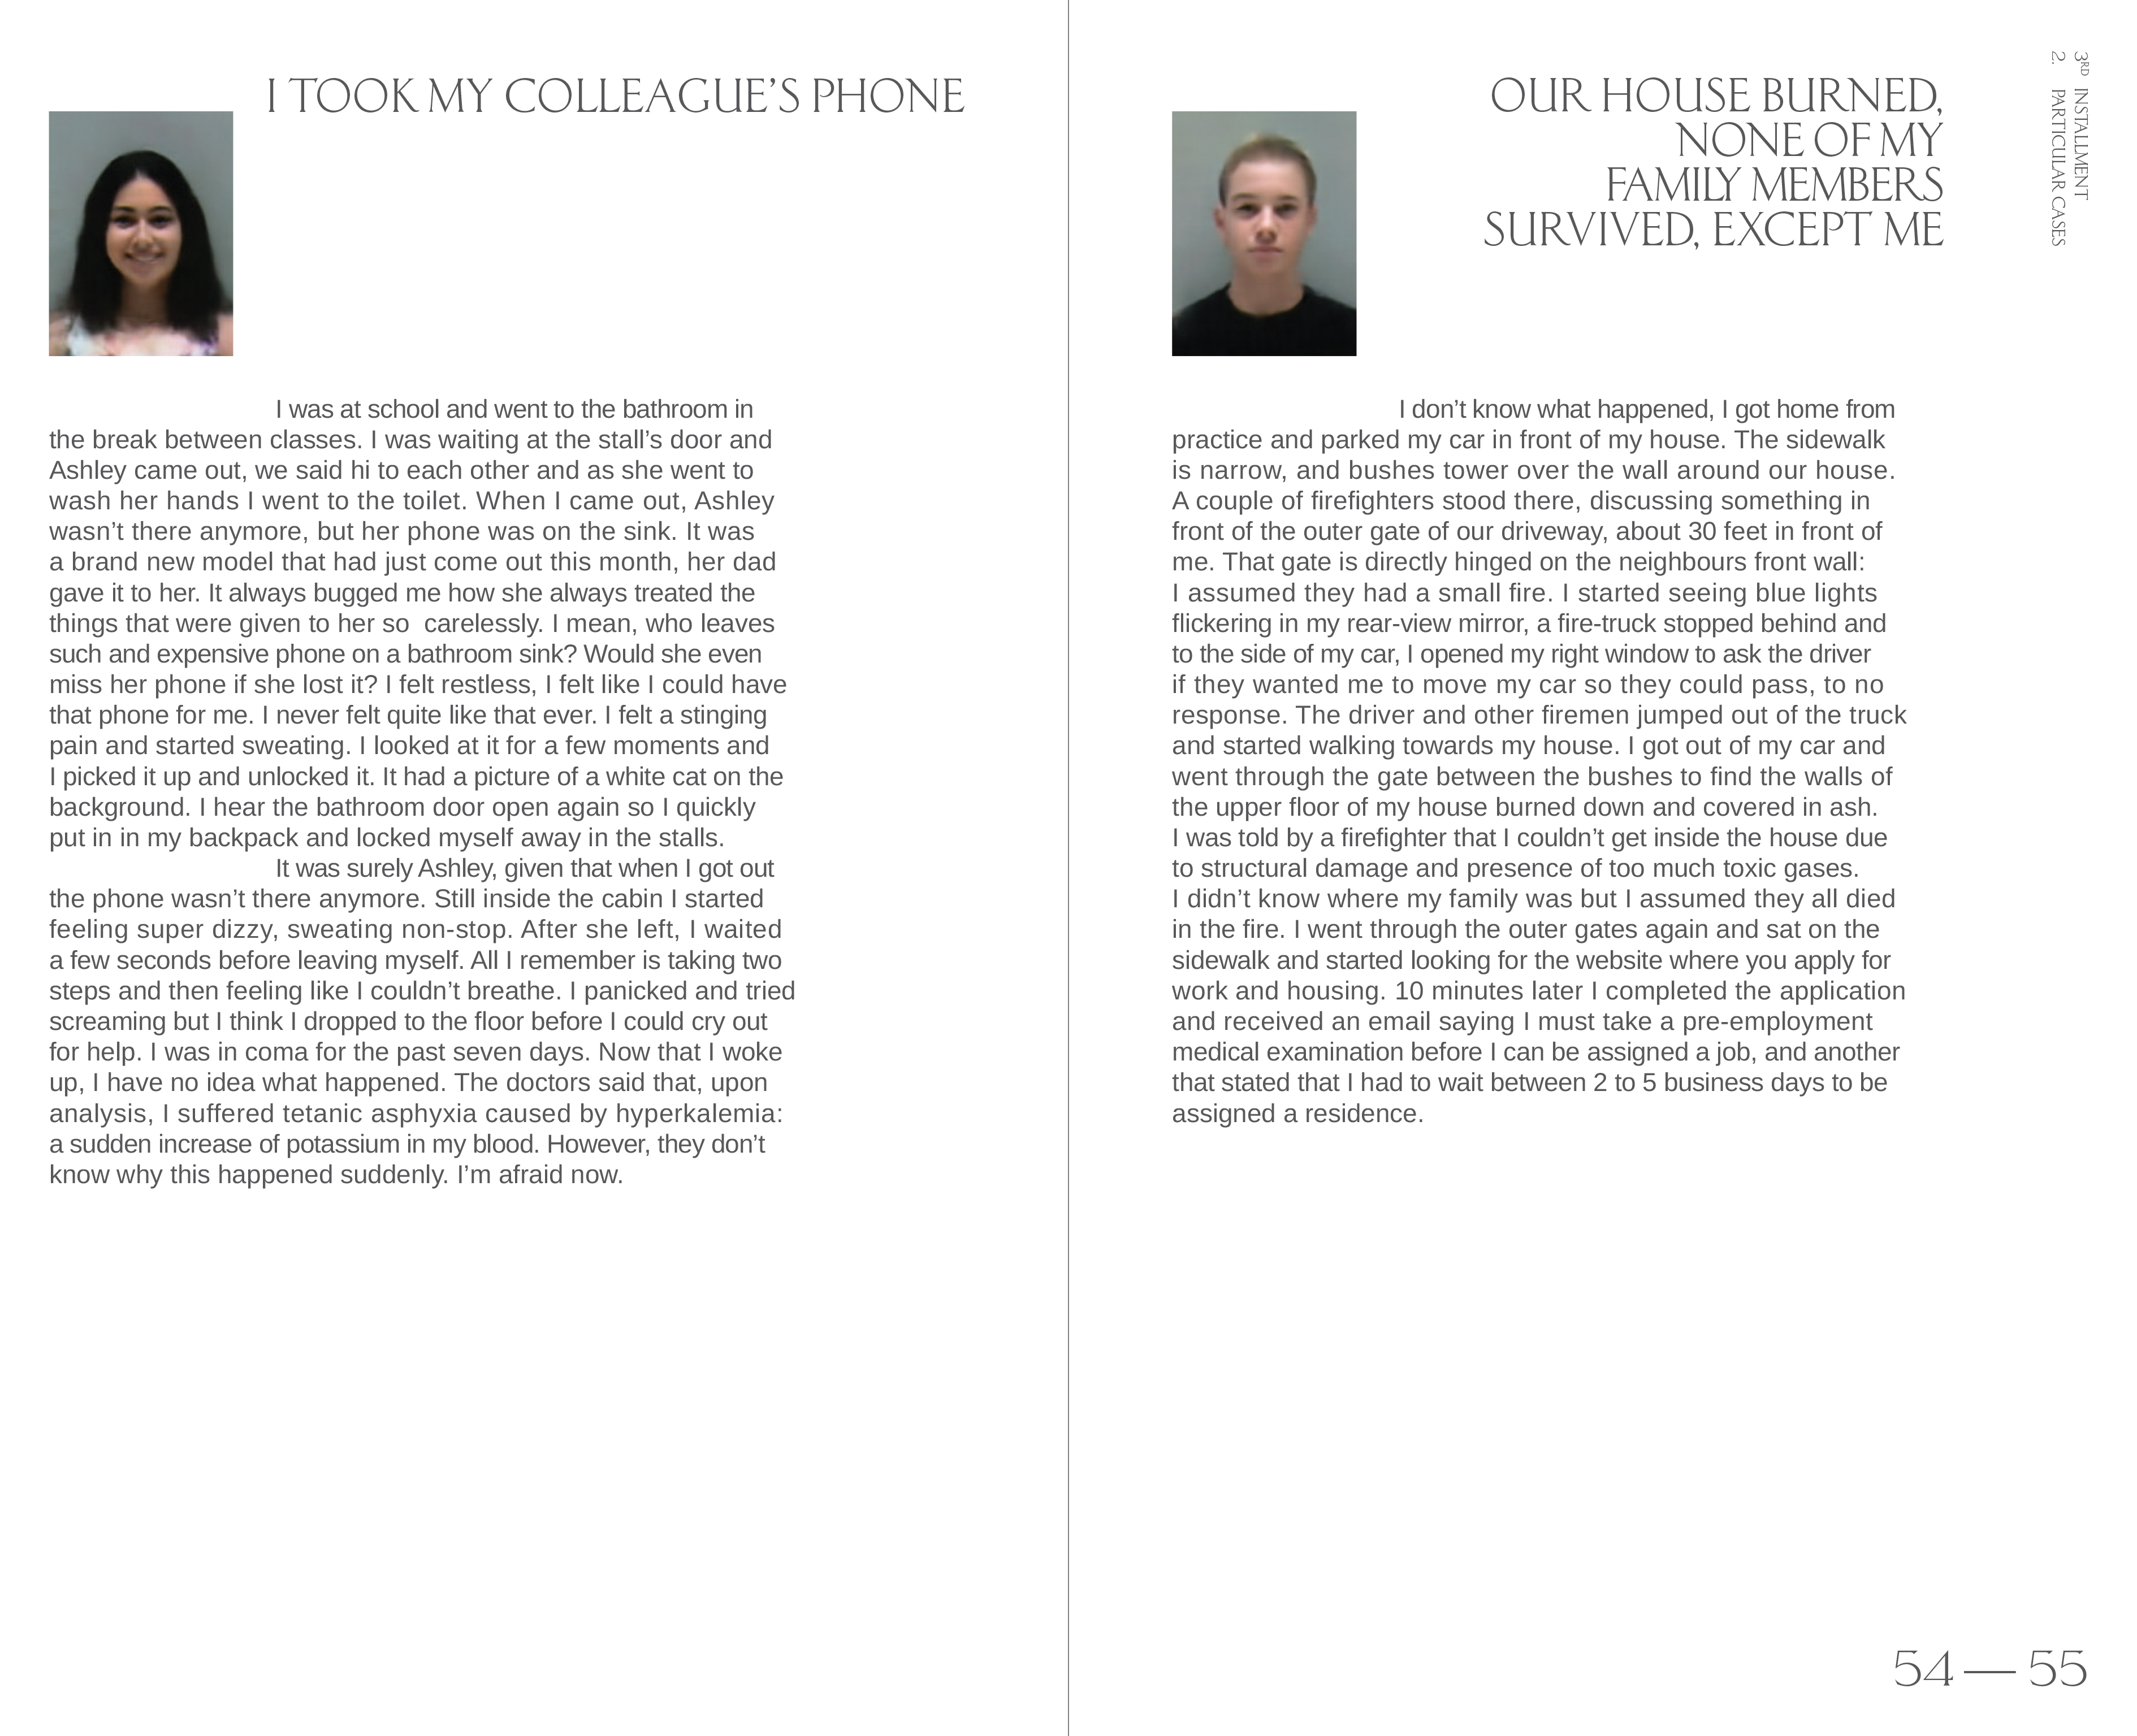 I TOOK MY COLLEAGUE’S PHONE
I was at school and went to the bathroom in
the break between classes. I was waiting at the stall’s door and
Ashley came out, we said hi to each other and as she went to
wash her hands I went to the toilet. When I came out, Ashley
wasn’t there anymore, but her phone was on the sink. It was
a brand new model that had just come out this month, her dad
gave it to her. It always bugged me how she always treated the
things that were given to her so  carelessly. I mean, who leaves
such and expensive phone on a bathroom sink? Would she even
miss her phone if she lost it? I felt restless, I felt like I could have
that phone for me. I never felt quite like that ever. I felt a stinging
pain and started sweating. I looked at it for a few moments and
I picked it up and unlocked it. It had a picture of a white cat on the
background. I hear the bathroom door open again so I quickly
put in in my backpack and locked myself away in the stalls.
It was surely Ashley, given that when I got out
the phone wasn’t there anymore. Still inside the cabin I started
feeling super dizzy, sweating non-stop. After she left, I waited
a few seconds before leaving myself. All I remember is taking two
steps and then feeling like I couldn’t breathe. I panicked and tried
screaming but I think I dropped to the floor before I could cry out
for help. I was in coma for the past seven days. Now that I woke
up, I have no idea what happened. The doctors said that, upon
analysis, I suffered tetanic asphyxia caused by hyperkalemia:
a sudden increase of potassium in my blood. However, they don’t
know why this happened suddenly. I’m afraid now.
OUR HOUSE BURNED,
NONE OF MY
FAMILY MEMBERS
SURVIVED, EXCEPT ME
3RD INSTALLMENT
2. PARTICULAR CASES
I don’t know what happened, I got home from
practice and parked my car in front of my house. The sidewalk
is narrow, and bushes tower over the wall around our house.
A couple of firefighters stood there, discussing something in
front of the outer gate of our driveway, about 30 feet in front of
me. That gate is directly hinged on the neighbours front wall:
I assumed they had a small fire. I started seeing blue lights
flickering in my rear-view mirror, a fire-truck stopped behind and
to the side of my car, I opened my right window to ask the driver
if they wanted me to move my car so they could pass, to no
response. The driver and other firemen jumped out of the truck
and started walking towards my house. I got out of my car and
went through the gate between the bushes to find the walls of
the upper floor of my house burned down and covered in ash.
I was told by a firefighter that I couldn’t get inside the house due
to structural damage and presence of too much toxic gases.
I didn’t know where my family was but I assumed they all died
in the fire. I went through the outer gates again and sat on the
sidewalk and started looking for the website where you apply for
work and housing. 10 minutes later I completed the application
and received an email saying I must take a pre-employment
medical examination before I can be assigned a job, and another
that stated that I had to wait between 2 to 5 business days to be
assigned a residence.
54 — 55